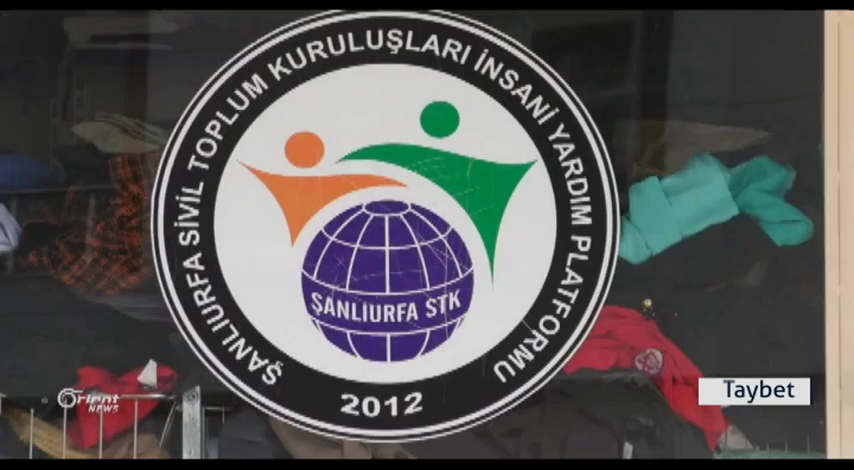 ŞANLIURFA SİVİL TOPLUM KURULUŞLARI İNSANİ YARDIM PLATFORMU
ŞANLIURFA STK
2012
Orient
NEWS
Taybet